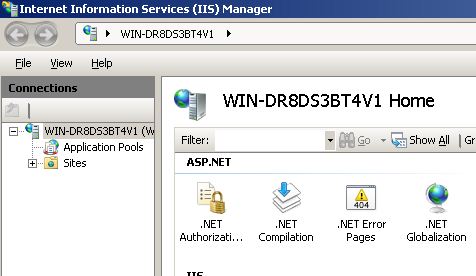 Internet Information Services (IIS) Manager
WIN-DR8DS3BT4V1
File View Help
Connections
WIN-DR8DS3BT4V1 (W
Application Pools
Sites
WIN-DR8DS3BT4V1 Home
Filter: Go Show All Gr
ASP.NET
.NET Authorizati...
.NET Compilation
404
.NET Error Pages
.NET Globalization
IIS